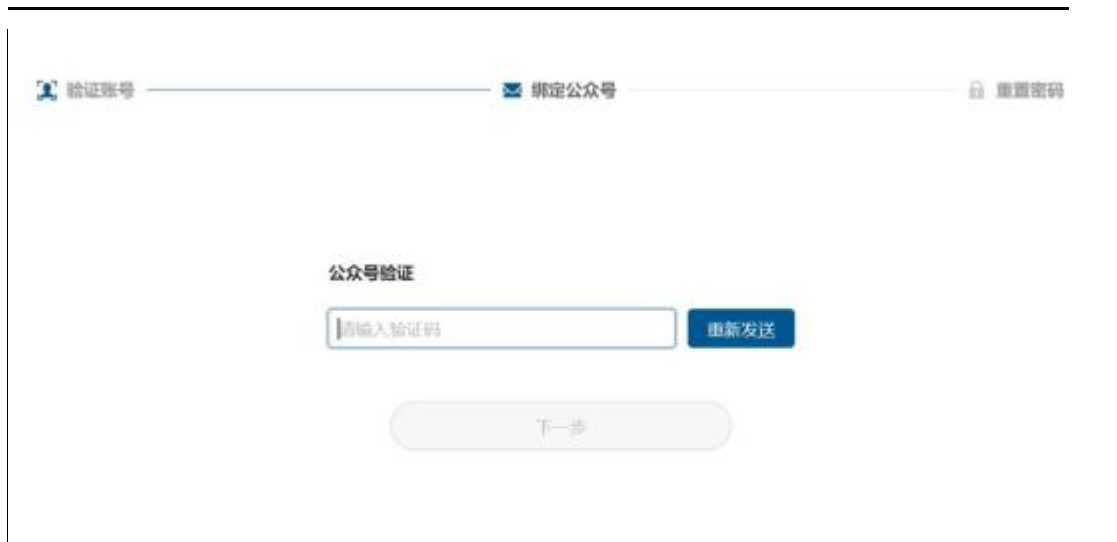 验证账号
绑定公众号
重置密码
公众号验证
请输入验证码
重新发送
下一步